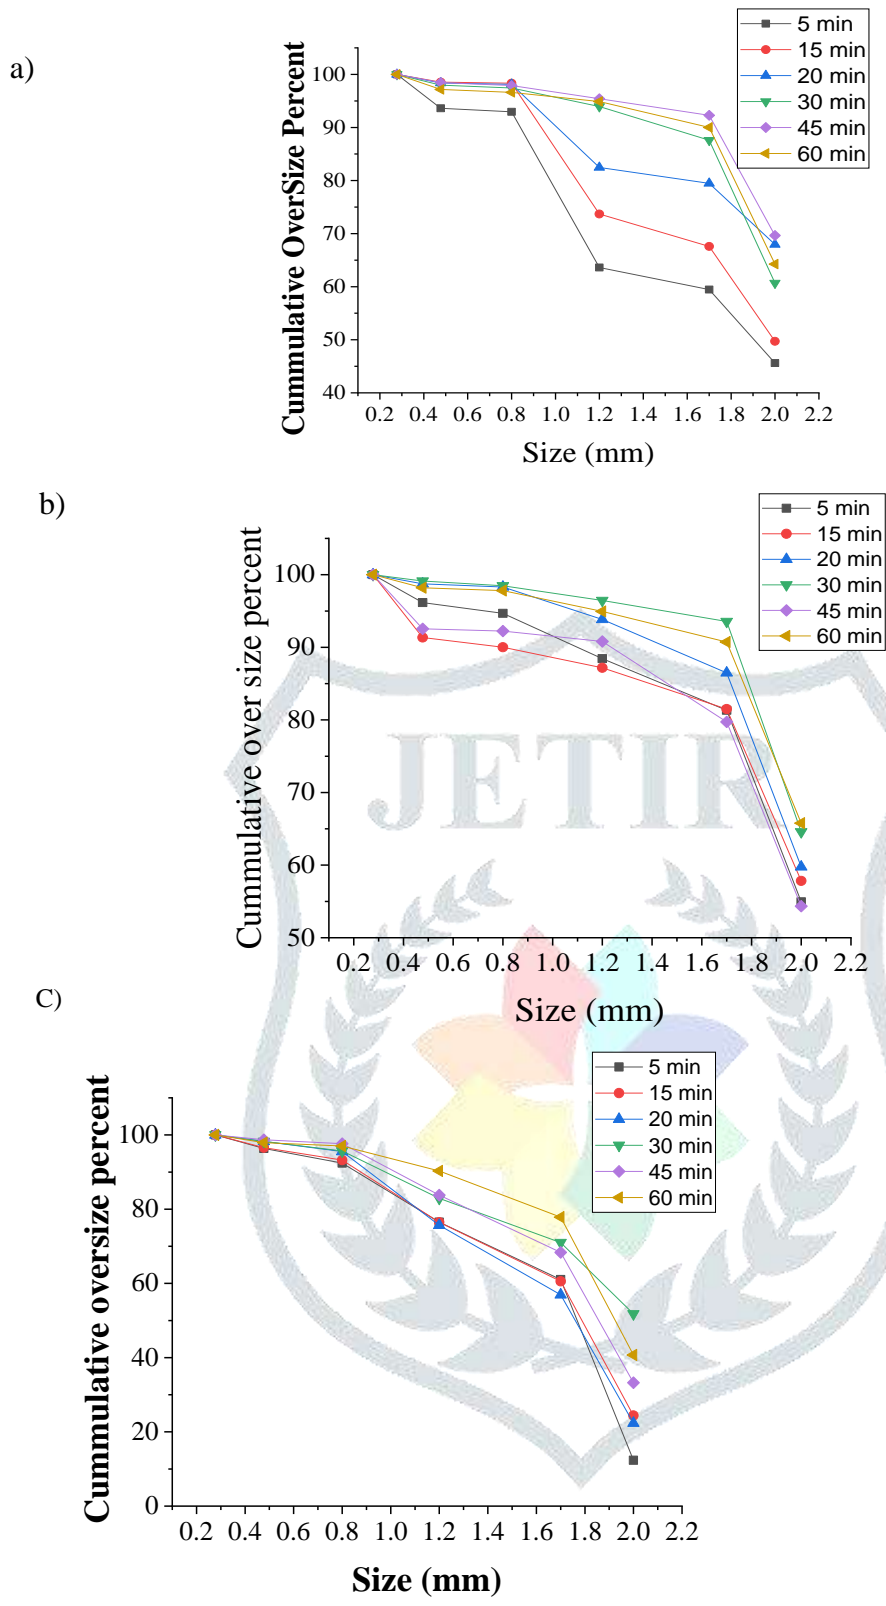 a)
5 min
15 min
20 min
30 min
45 min
60 min
Cummulative OverSize Percent
100
90
80
70
60
50
40
0.2 0.4 0.6 0.8 1.0 1.2 1.4 1.6 1.8 2.0 2.2
Size (mm)
b)
5 min
15 min
20 min
30 min
45 min
60 min
Cummulative over size percent
100
90
80
70
60
50
0.2 0.4 0.6 0.8 1.0 1.2 1.4 1.6 1.8 2.0 2.2
Size (mm)
JETIR
C)
5 min
15 min
20 min
30 min
45 min
60 min
Cummulative oversize percent
100
80
60
40
20
0
0.2 0.4 0.6 0.8 1.0 1.2 1.4 1.6 1.8 2.0 2.2
Size (mm)